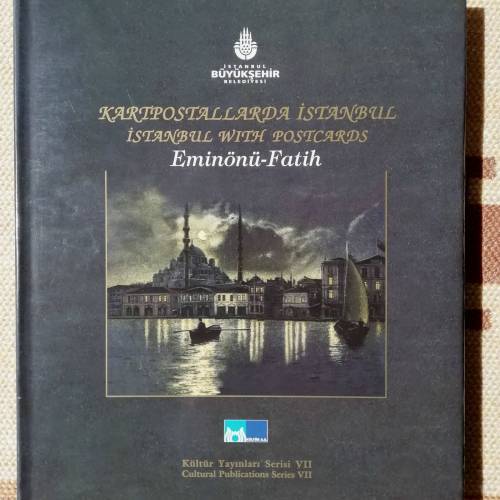 İSTANBUL
BÜYÜKŞEHİR
BELEDİYESİ
KARTPOSTALLARDA İSTANBUL
İSTANBUL WITH POSTCARDS
Eminönü-Fatih
Kültür Yayınları Serisi VII
Cultural Publications Series VII